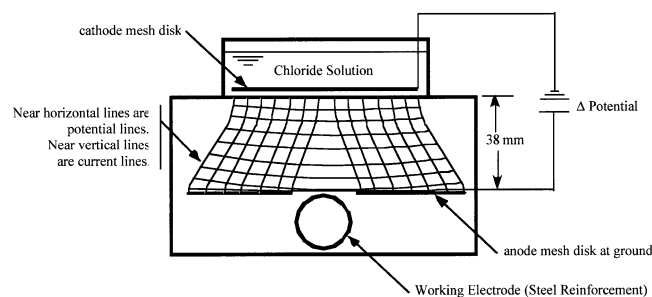 cathode mesh disk
Chloride Solution
Near horizontal lines are
potential lines.
Near vertical lines
are current lines.
Δ Potential
38 mm
anode mesh disk at ground
Working Electrode (Steel Reinforcement)